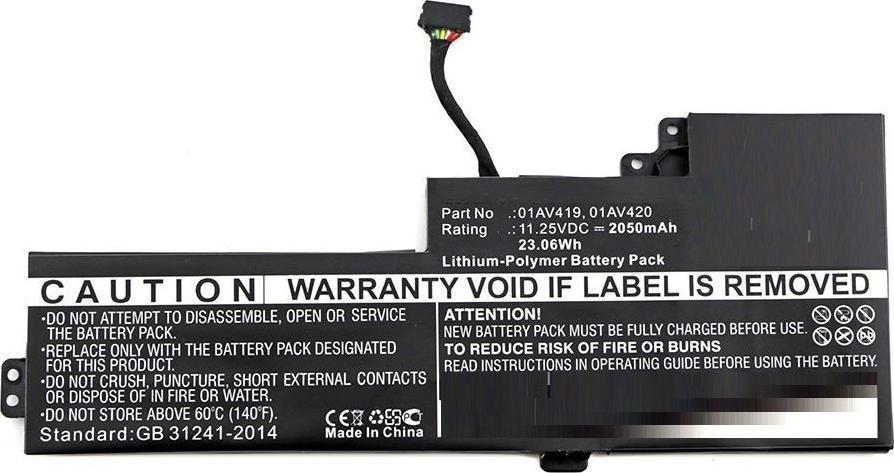 Part No .:01AV419, 01AV420
Rating .:11.25VDC ⎓ 2050mAh
23.06Wh
Lithium-Polymer Battery Pack
CAUTION
WARRANTY VOID IF LABEL IS REMOVED
•DO NOT ATTEMPT TO DISASSEMBLE, OPEN OR SERVICE
THE BATTERY PACK.
•REPLACE ONLY WITH THE BATTERY PACK DESIGNATED
FOR THIS PRODUCT.
•DO NOT CRUSH, PUNCTURE, SHORT EXTERNAL CONTACTS
OR DISPOSE OF IN FIRE OR WATER.
•DO NOT STORE ABOVE 60°C (140°F).
Standard:GB 31241-2014
CE
Made In China
ATTENTION!
NEW BATTERY PACK MUST BE FULLY CHARGED BEFORE USE.
TO REDUCE RISK OF FIRE OR BURNS
READ INSTRUCTIONS IN OPERATING GUIDE BEFORE USING THE BATTERY.